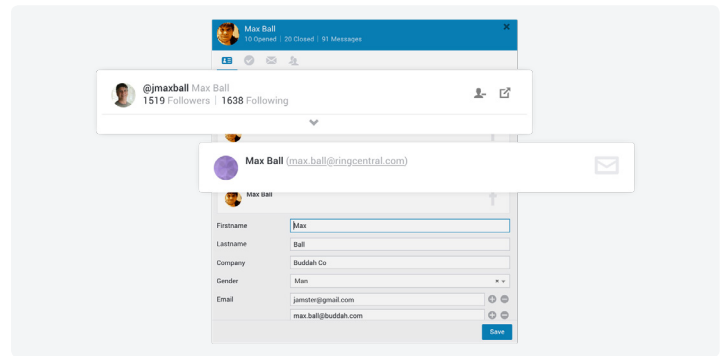 Max Ball
10 Opened | 20 Closed | 91 Messages
@jmaxball Max Ball
1519 Followers | 1638 Following
Max Ball (max.ball@ringcentral.com)
Max Ball
Firstname Max
Lastname Ball
Company Buddah Co
Gender Man
Email jamster@gmail.com
max.ball@buddah.com
Save